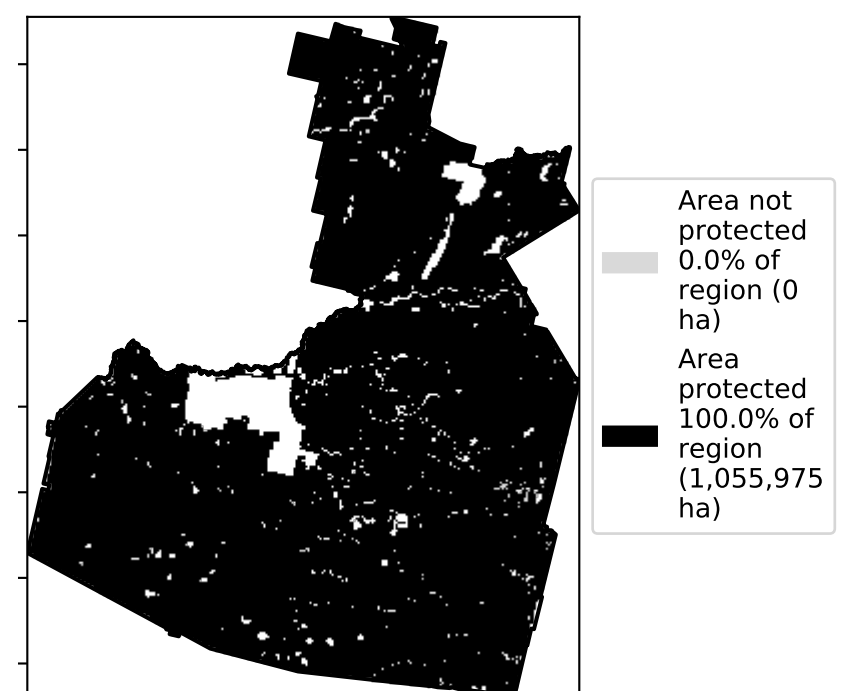 Area not
protected
0.0% of
region (0
ha)
Area
protected
100.0% of
region
(1,055,975
ha)